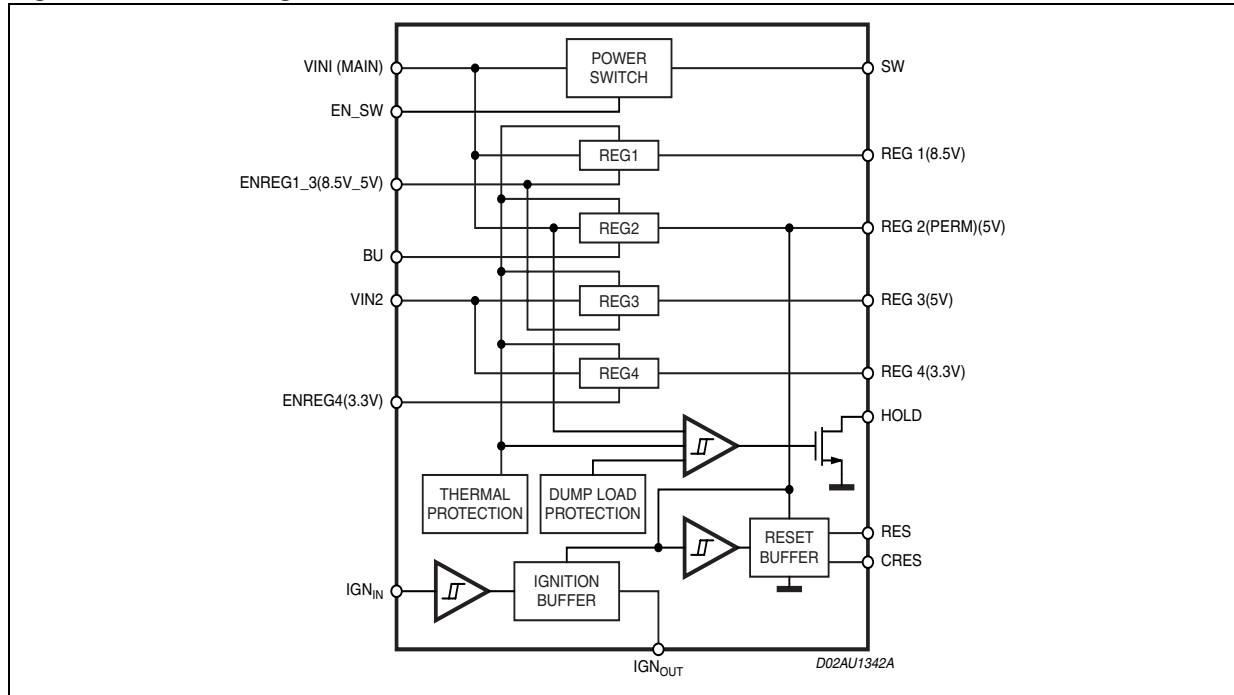 VINI (MAIN)
POWER
SWITCH
SW
EN_SW
REG1
REG 1(8.5V)
ENREG1_3(8.5V_5V)
REG2
REG 2(PERM)(5V)
BU
VIN2
REG3
REG 3(5V)
REG4
REG 4(3.3V)
ENREG4(3.3V)
HOLD
THERMAL
PROTECTION
DUMP LOAD
PROTECTION
RESET
BUFFER
RES
CRES
IGNIN
IGNITION
BUFFER
IGNOUT
D02AU1342A